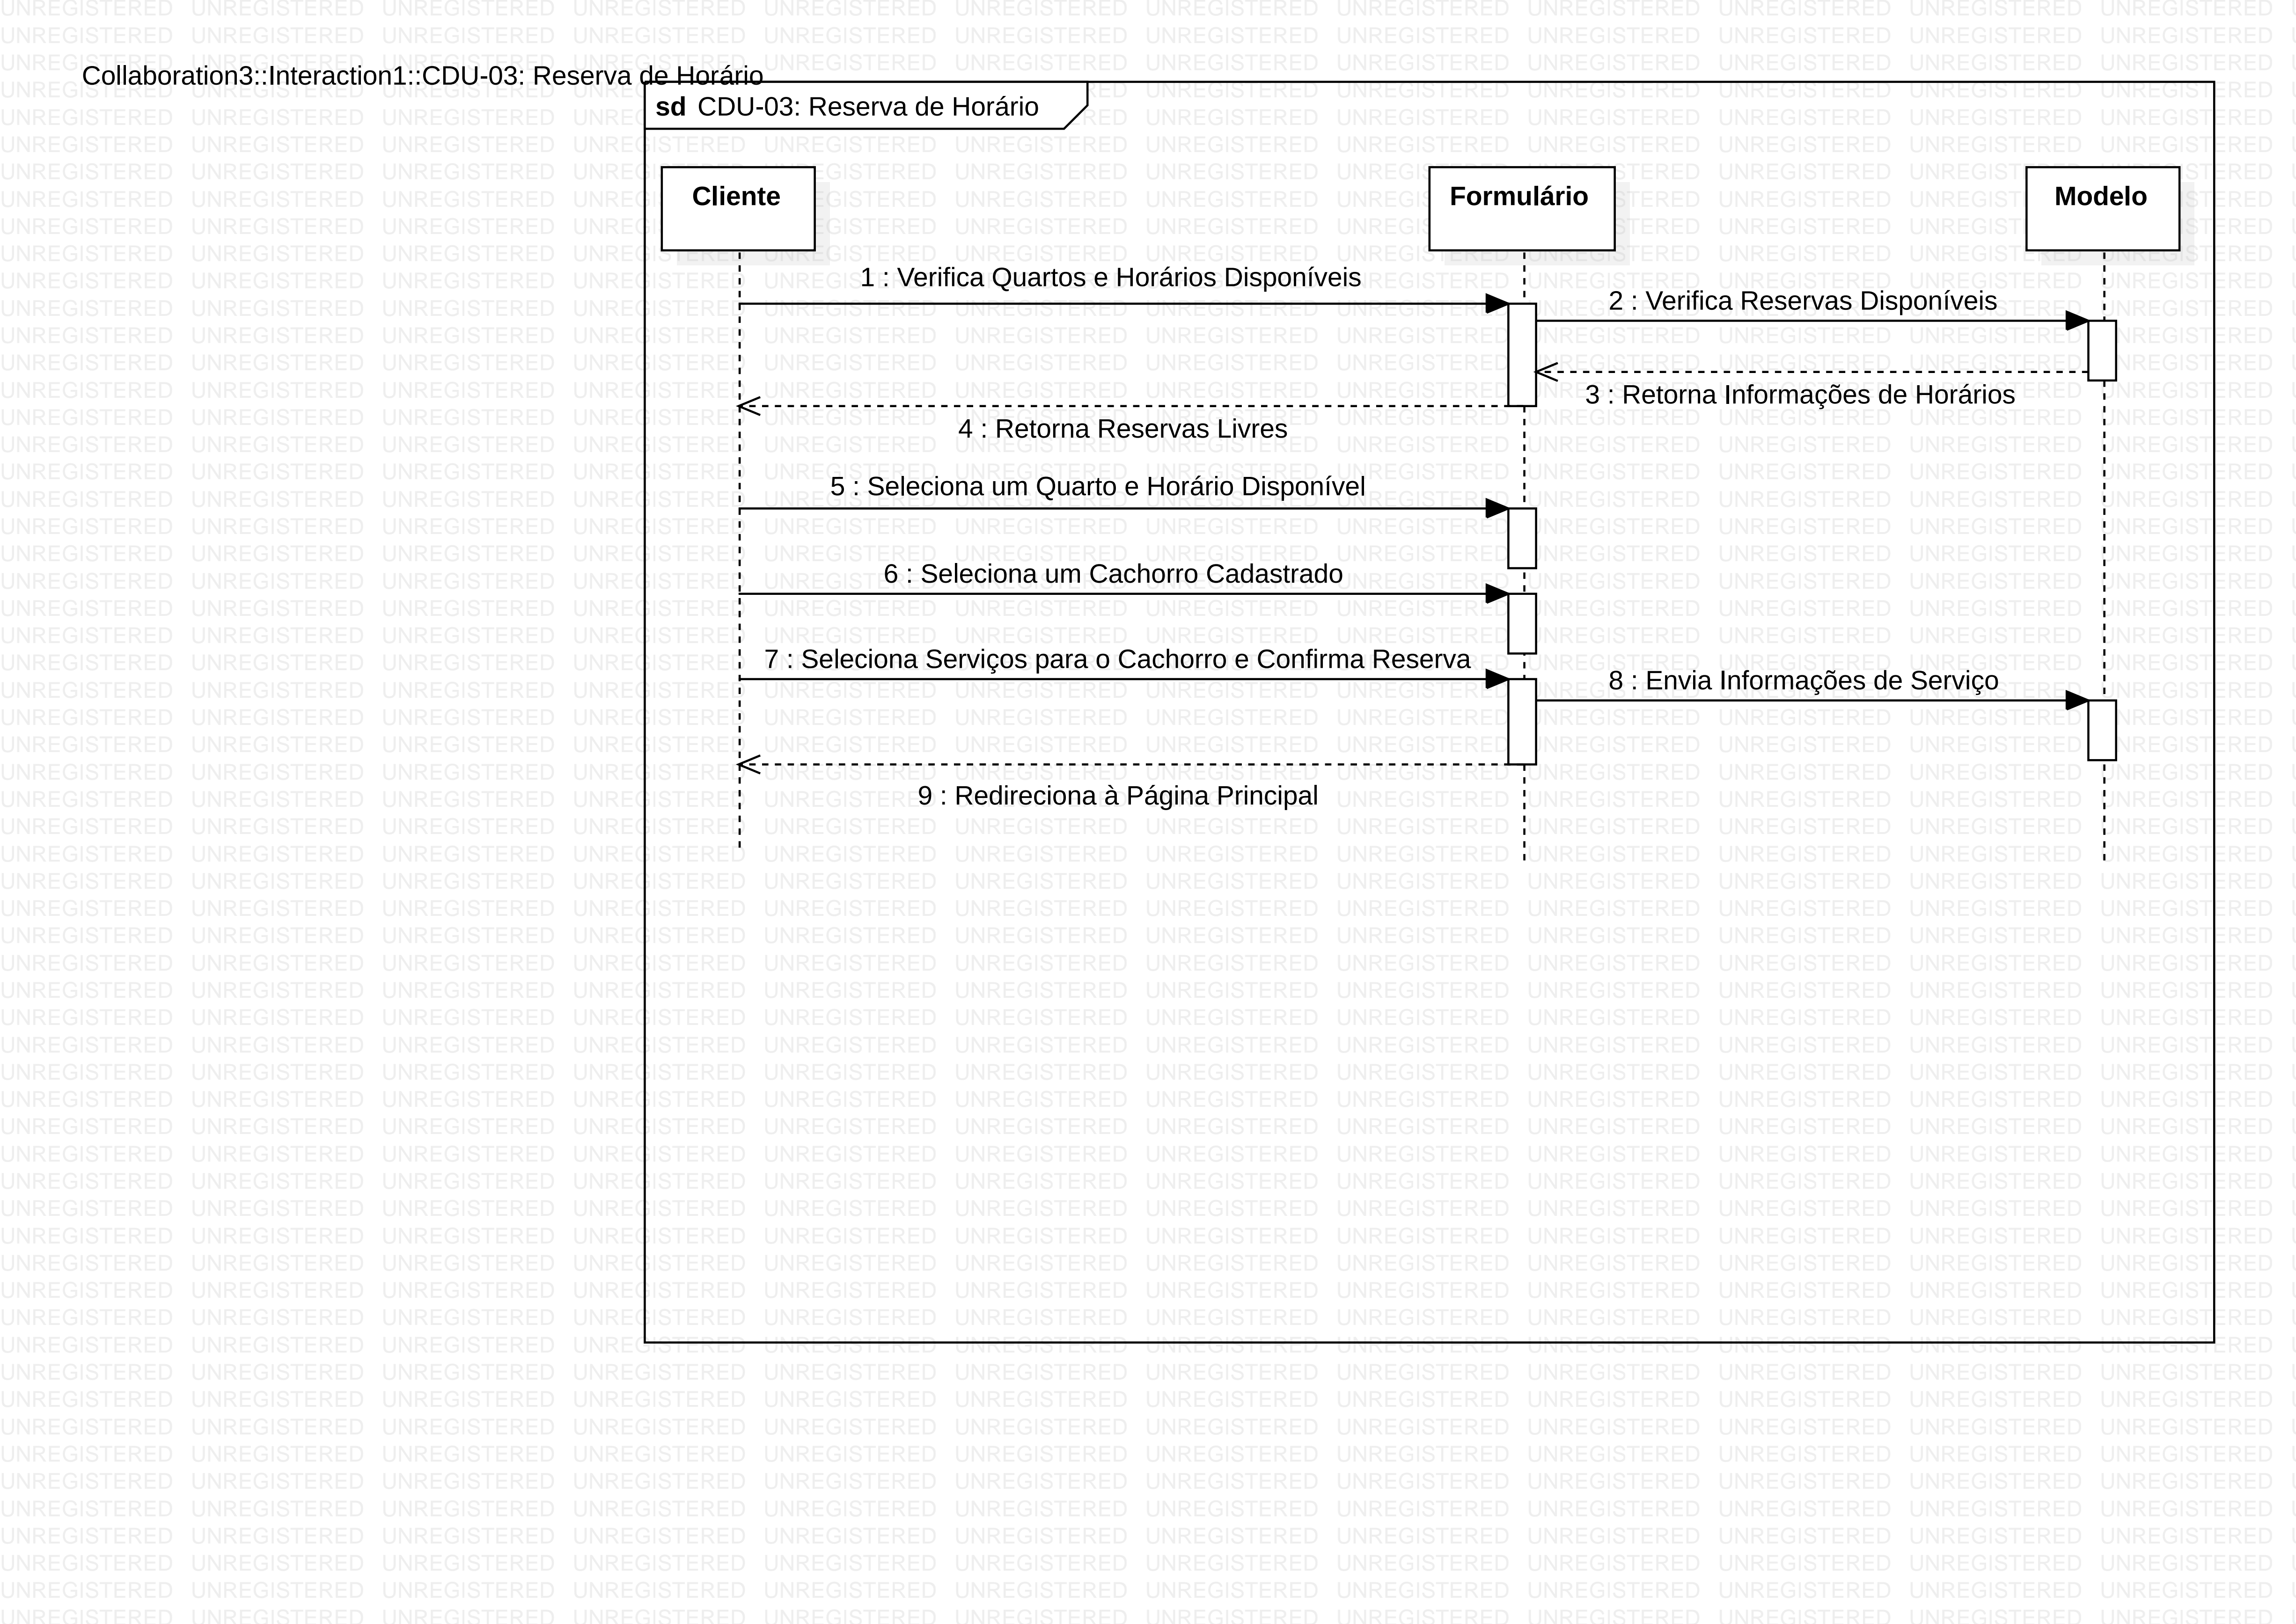 Collaboration3::Interaction1::CDU-03: Reserva de Horário
sd CDU-03: Reserva de Horário
Cliente
Formulário
Modelo
1 : Verifica Quartos e Horários Disponíveis
2 : Verifica Reservas Disponíveis
3 : Retorna Informações de Horários
4 : Retorna Reservas Livres
5 : Seleciona um Quarto e Horário Disponível
6 : Seleciona um Cachorro Cadastrado
7 : Seleciona Serviços para o Cachorro e Confirma Reserva
8 : Envia Informações de Serviço
9 : Redireciona à Página Principal
UNREGISTERED